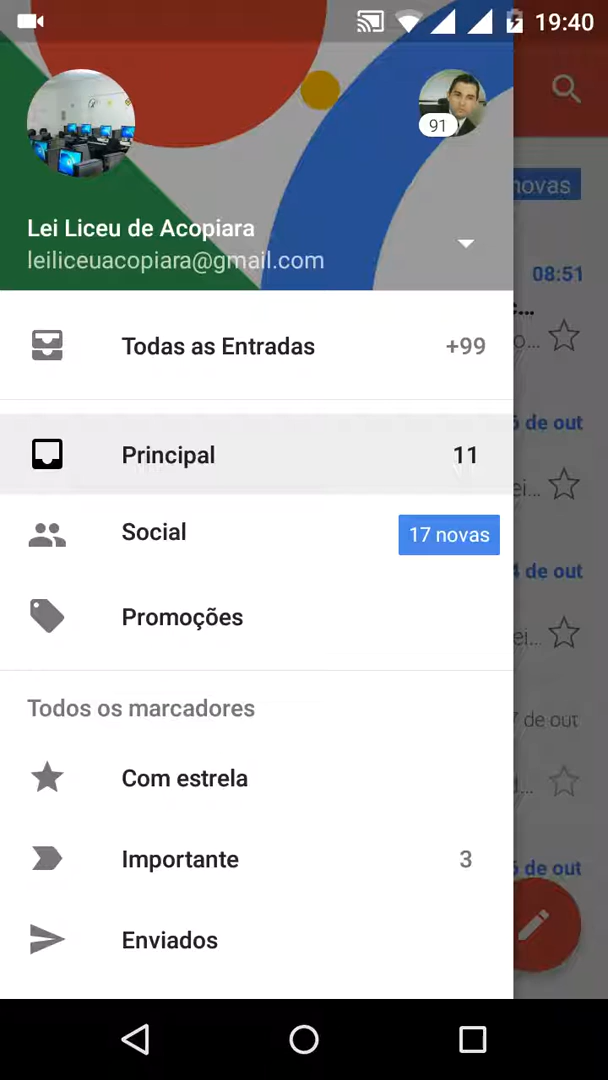 19:40
91
novas
Lei Liceu de Acopiara
leiliceuacopiara@gmail.com
08:51
Todas as Entradas +99
de out
Principal 11
Social 17 novas
de out
Promoções
Todos os marcadores
de out
Com estrela
Importante 3
de out
Enviados